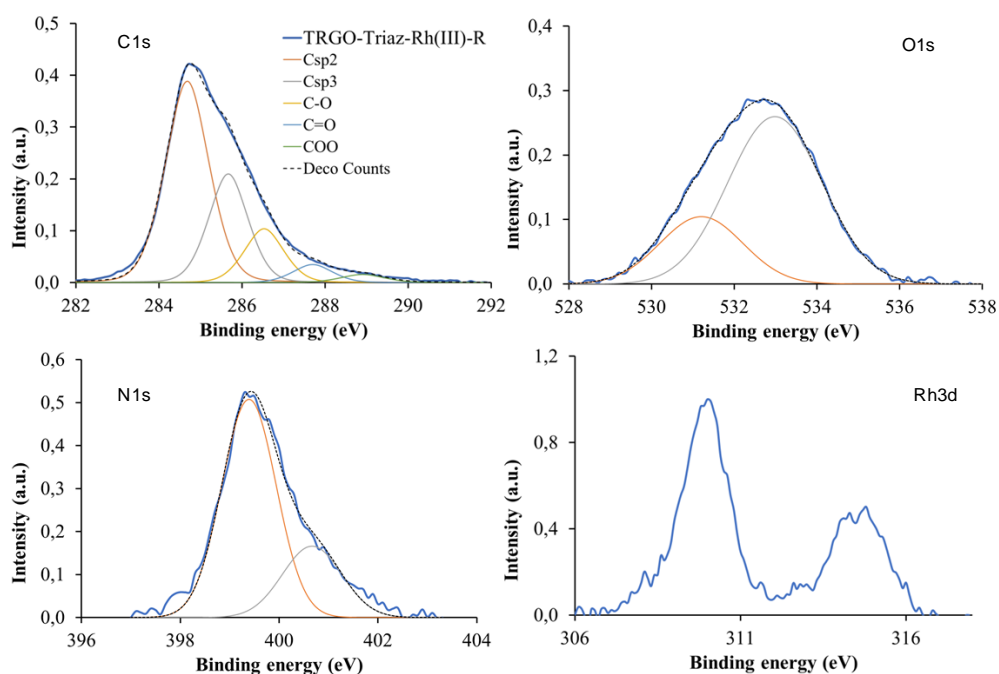 C1s
TRGO-Triaz-Rh(III)-R
Csp2
Csp3
C-O
C=O
COO
Deco Counts
Intensity (a.u.)
0,5
0,4
0,3
0,2
0,1
0,0
282 284 286 288 290 292
Binding energy (eV)
O1s
Intensity (a.u.)
0,4
0,3
0,2
0,1
0,0
528 530 532 534 536 538
Binding energy (eV)
N1s
Intensity (a.u.)
0,6
0,5
0,4
0,3
0,2
0,1
0,0
396 398 400 402 404
Binding energy (eV)
Rh3d
Intensity (a.u.)
1,2
0,8
0,4
0,0
306 311 316
Binding energy (eV)